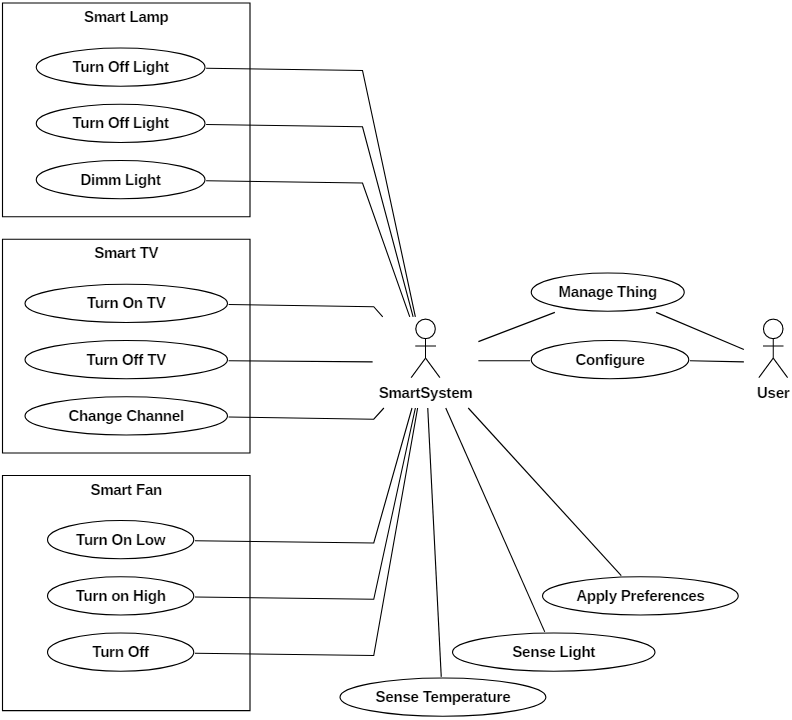 Smart Lamp
Turn Off Light
Turn Off Light
Dimm Light
Smart TV
Turn On TV
Turn Off TV
Change Channel
Smart Fan
Turn On Low
Turn on High
Turn Off
SmartSystem
Manage Thing
Configure
User
Apply Preferences
Sense Light
Sense Temperature